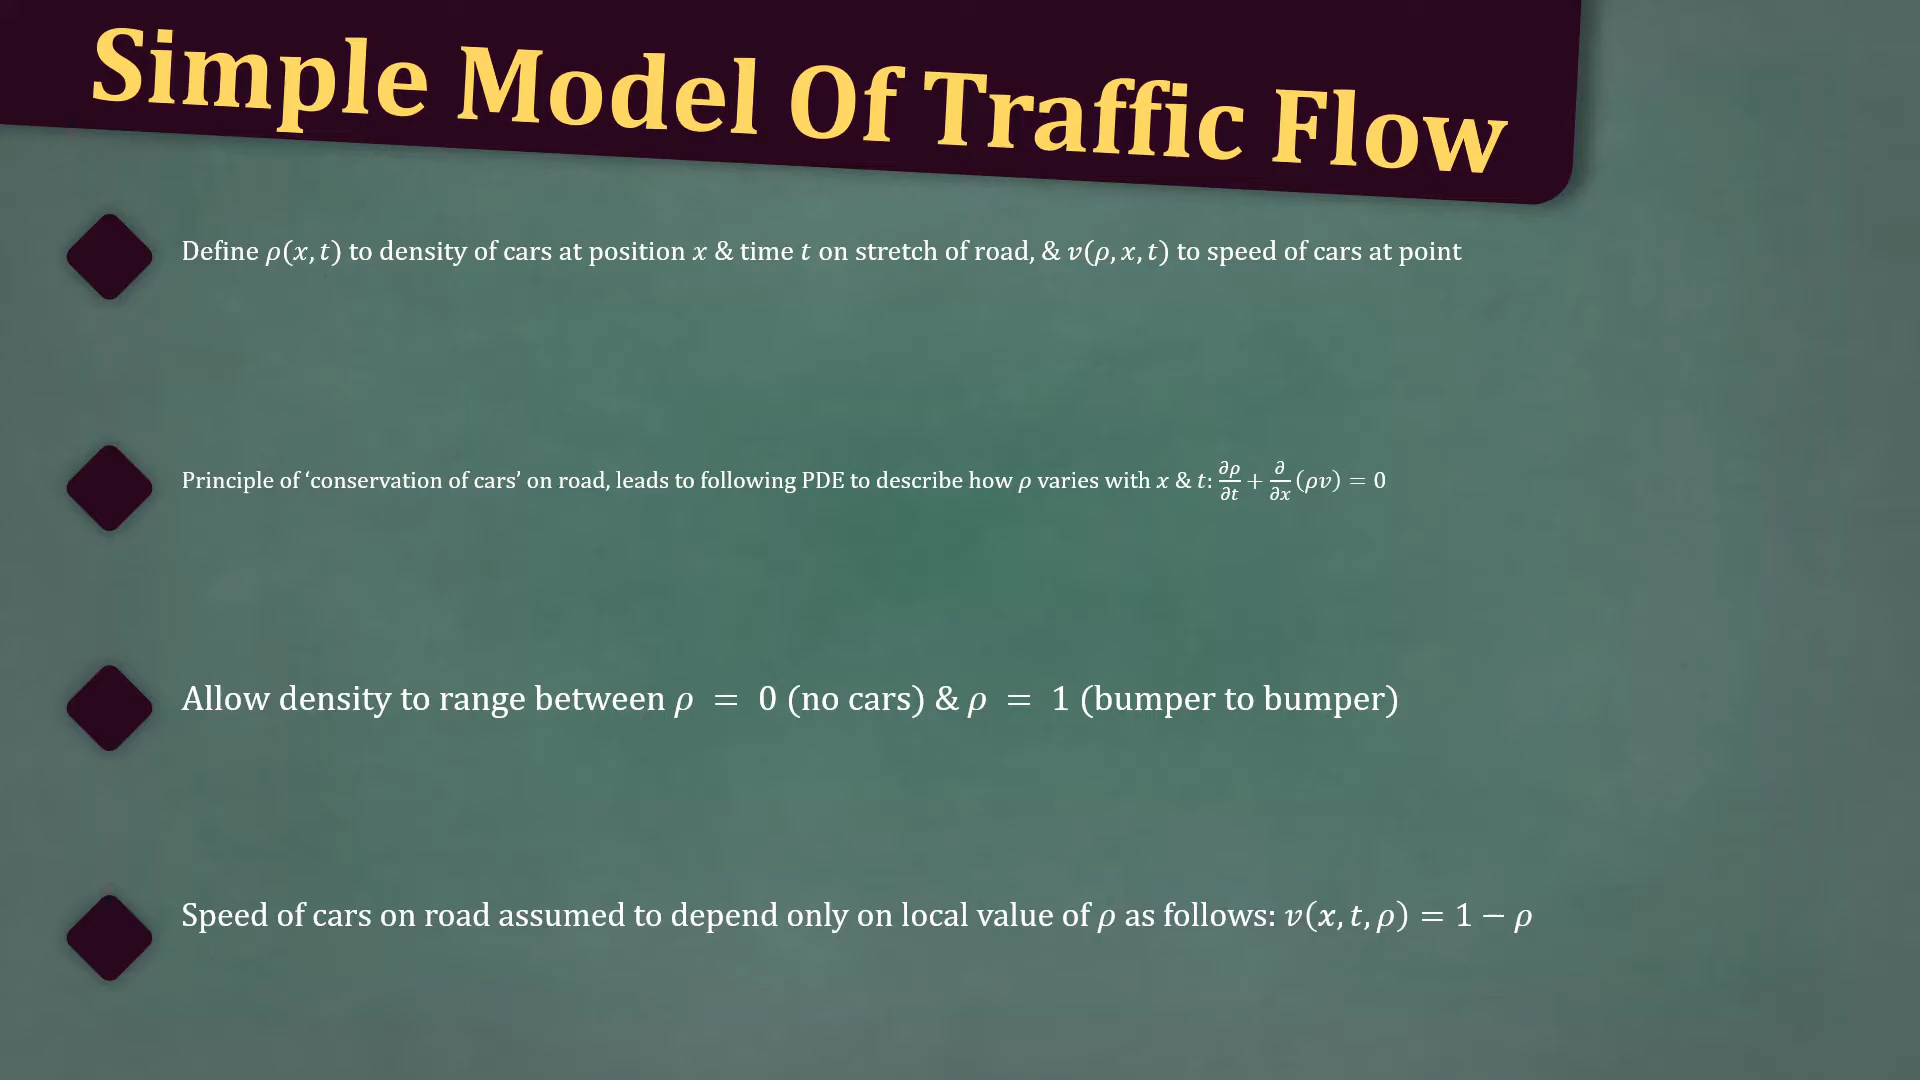 Simple Model Of Traffic Flow
Define ρ(x, t) to density of cars at position x & time t on stretch of road, & v(ρ, x, t) to speed of cars at point
Principle of ‘conservation of cars’ on road, leads to following PDE to describe how ρ varies with x & t: ∂ρ/∂t + ∂/∂x (ρv) = 0
Allow density to range between ρ = 0 (no cars) & ρ = 1 (bumper to bumper)
Speed of cars on road assumed to depend only on local value of ρ as follows: v(x, t, ρ) = 1 − ρ